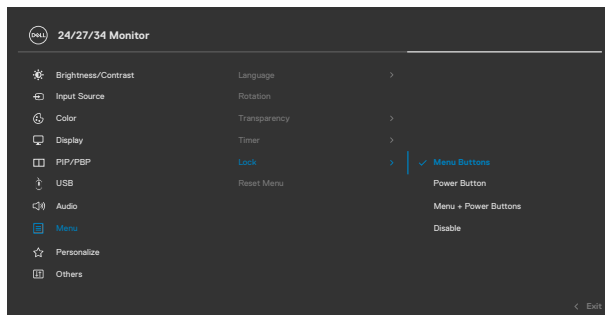 DELL 24/27/34 Monitor
Brightness/Contrast Language >
Input Source Rotation
Color Transparency >
Display Timer >
PIP/PBP Lock > ✓ Menu Buttons
USB Reset Menu Power Button
Audio Menu + Power Buttons
Menu Disable
Personalize
Others
< Exit